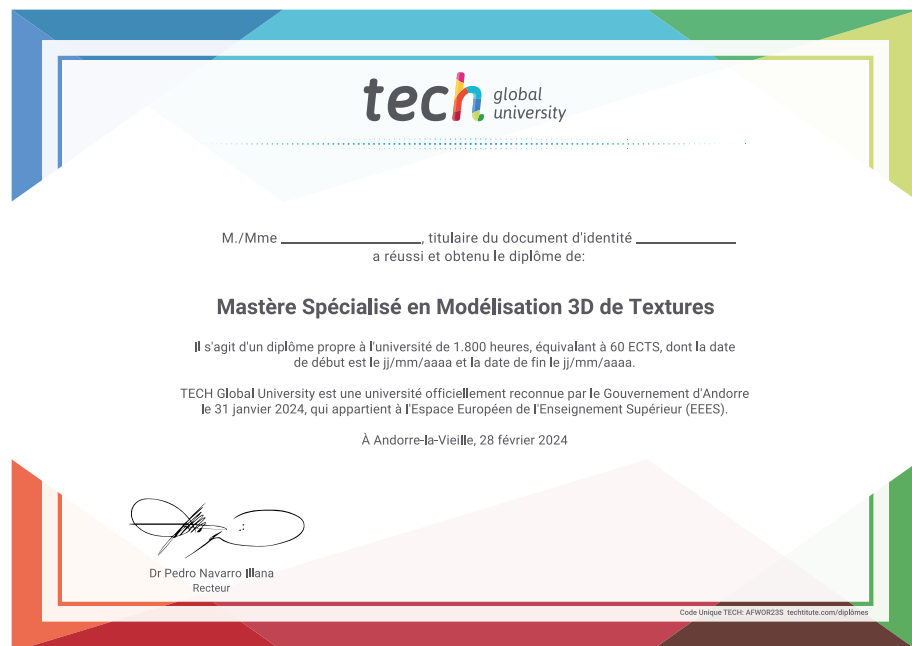 tech global university
M./Mme ________________, titulaire du document d'identité ____________
a réussi et obtenu le diplôme de:
Mastère Spécialisé en Modélisation 3D de Textures
Il s'agit d'un diplôme propre à l'université de 1.800 heures, équivalant à 60 ECTS, dont la date
de début est le jj/mm/aaaa et la date de fin le jj/mm/aaaa.
TECH Global University est une université officiellement reconnue par le Gouvernement d'Andorre
le 31 janvier 2024, qui appartient à l'Espace Européen de l'Enseignement Supérieur (EEES).
À Andorre-la-Vieille, 28 février 2024
Dr Pedro Navarro Illana
Recteur
Code Unique TECH: AFWOR23S techtitute.com/diplômes